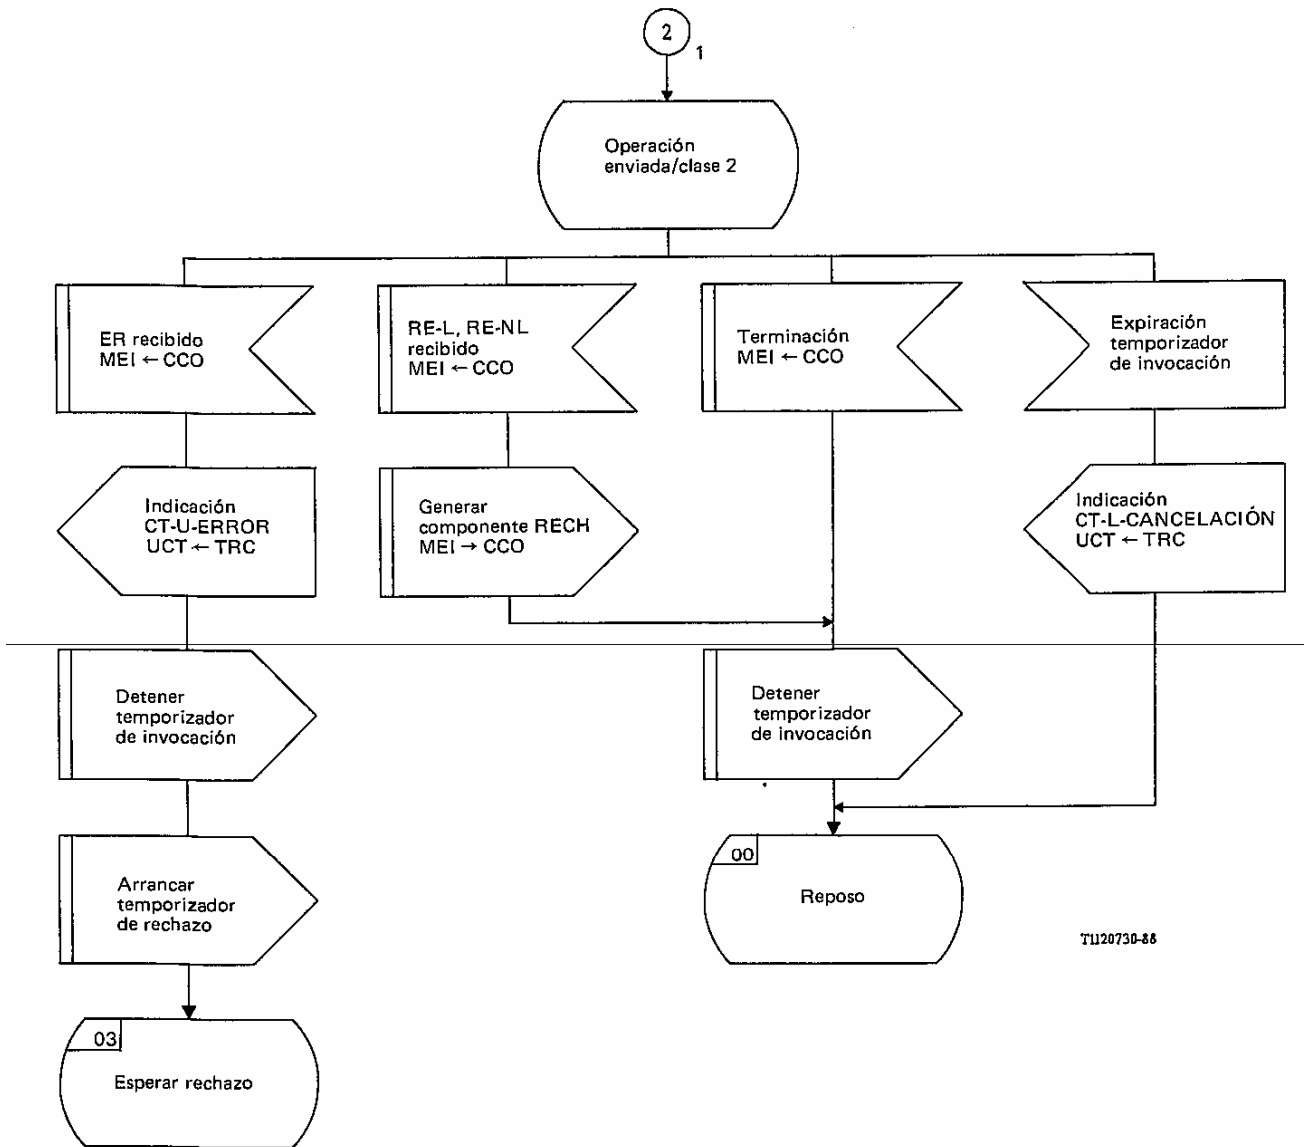 2
1
Operación
enviada/clase 2
ER recibido
MEI ← CCO
RE-L, RE-NL
recibido
MEI ← CCO
Terminación
MEI ← CCO
Expiración
temporizador
de invocación
Indicación
CT-U-ERROR
UCT ← TRC
Generar
componente RECH
MEI → CCO
Indicación
CT-L-CANCELACIÓN
UCT ← TRC
Detener
temporizador
de invocación
Detener
temporizador
de invocación
Arrancar
temporizador
de rechazo
00
Reposo
T1120730-88
03
Esperar rechazo